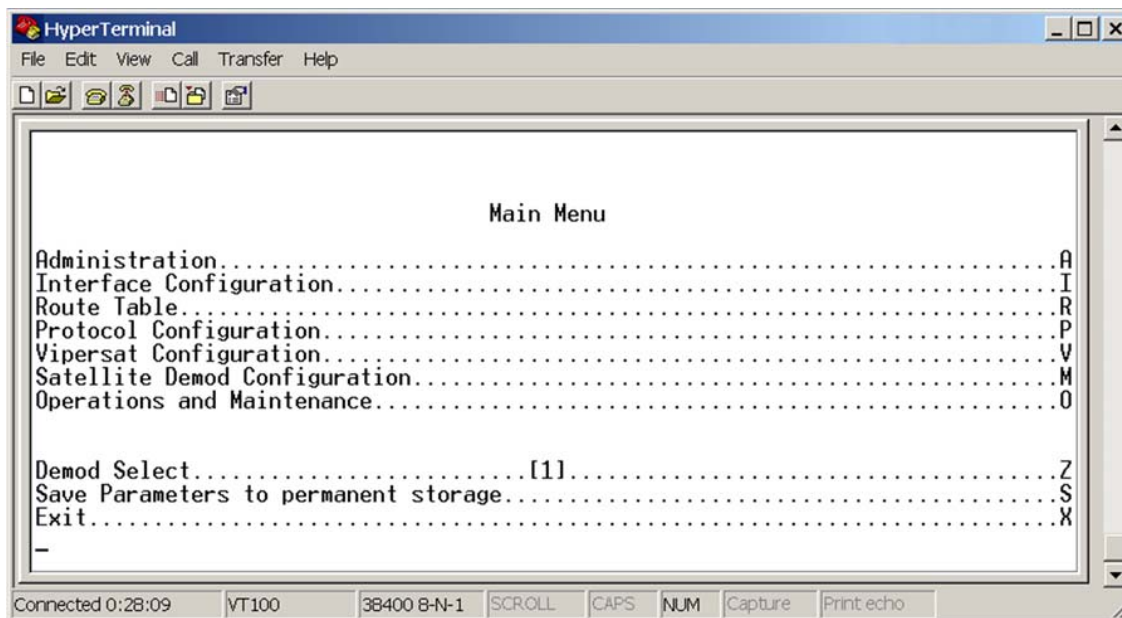 HyperTerminal
File Edit View Call Transfer Help
Main Menu
Administration..........................................................A
Interface Configuration..................................................I
Route Table.............................................................R
Protocol Configuration...................................................P
Vipersat Configuration...................................................V
Satellite Demod Configuration............................................M
Operations and Maintenance...............................................O
Demod Select.......................[1]..................................Z
Save Parameters to permanent storage.....................................S
Exit....................................................................X
Connected 0:28:09 VT100 38400 8-N-1 SCROLL CAPS NUM Capture Print echo